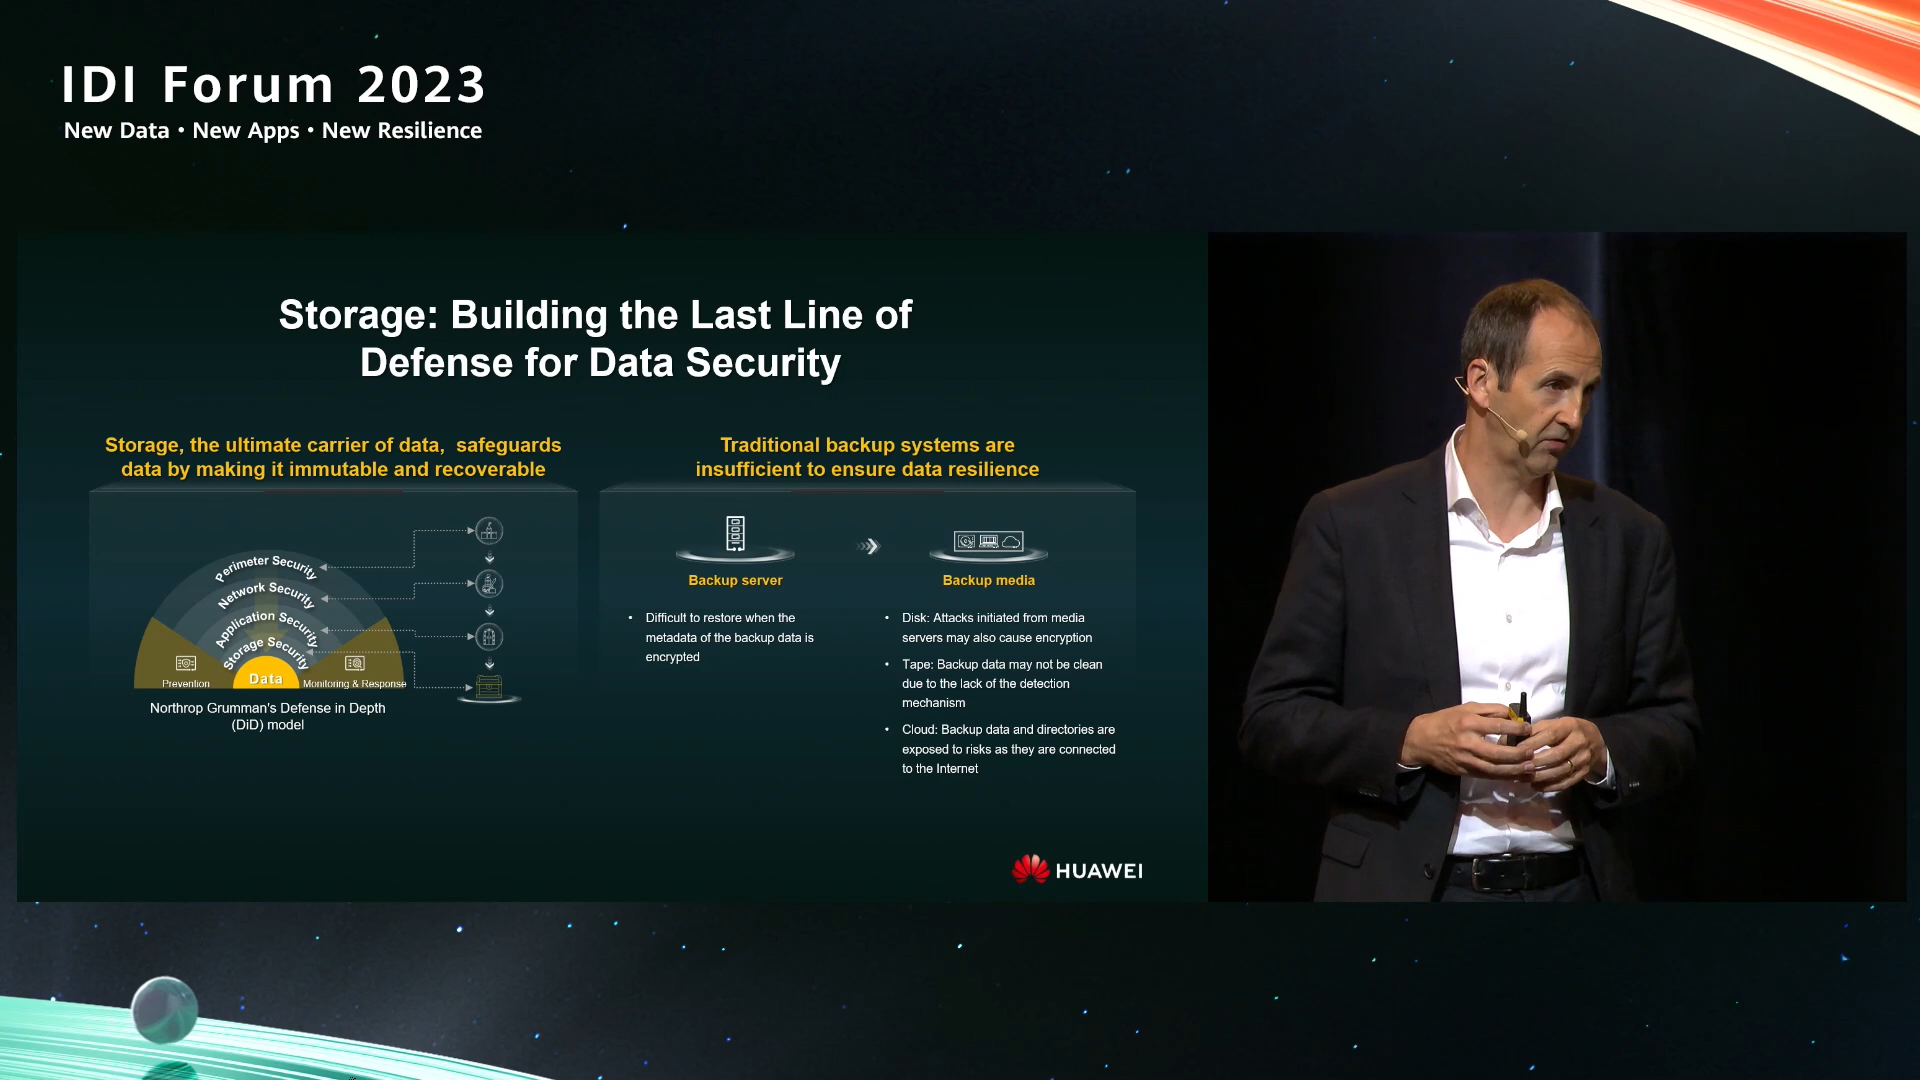 IDI Forum 2023
New Data • New Apps • New Resilience
Storage: Building the Last Line of
Defense for Data Security
Storage, the ultimate carrier of data, safeguards
data by making it immutable and recoverable
Perimeter Security
Network Security
Application Security
Storage Security
Data
Prevention
Monitoring & Response
Northrop Grumman's Defense in Depth
(DiD) model
Traditional backup systems are
insufficient to ensure data resilience
Backup server
• Difficult to restore when the
metadata of the backup data is
encrypted
Backup media
• Disk: Attacks initiated from media
servers may also cause encryption
• Tape: Backup data may not be clean
due to the lack of the detection
mechanism
• Cloud: Backup data and directories are
exposed to risks as they are connected
to the Internet
HUAWEI